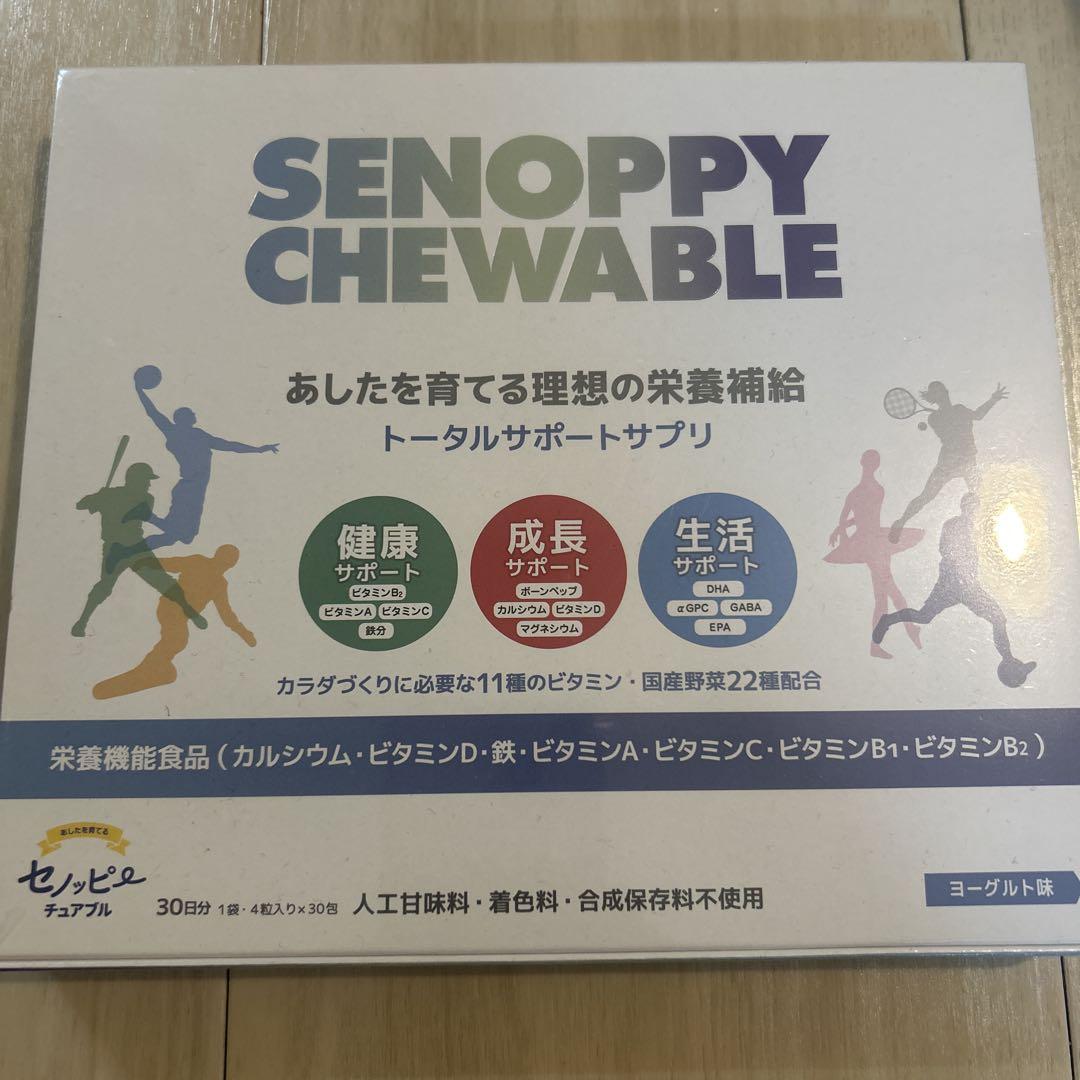 SENOPPY
CHEWABLE
あしたを育てる理想の栄養補給
トータルサポートサプリ
健康
サポート
ビタミンB2
ビタミンA ビタミンC
鉄分
成長
サポート
ボーンペップ
カルシウム ビタミンD
マグネシウム
生活
サポート
DHA
αGPC GABA
EPA
カラダづくりに必要な11種のビタミン・国産野菜22種配合
栄養機能食品(カルシウム・ビタミンD・鉄・ビタミンA・ビタミンC・ビタミンB1・ビタミンB2)
あしたを育てる
セノッピー
チュアブル
30日分 1袋・4粒入り×30包 人工甘味料・着色料・合成保存料不使用
ヨーグルト味